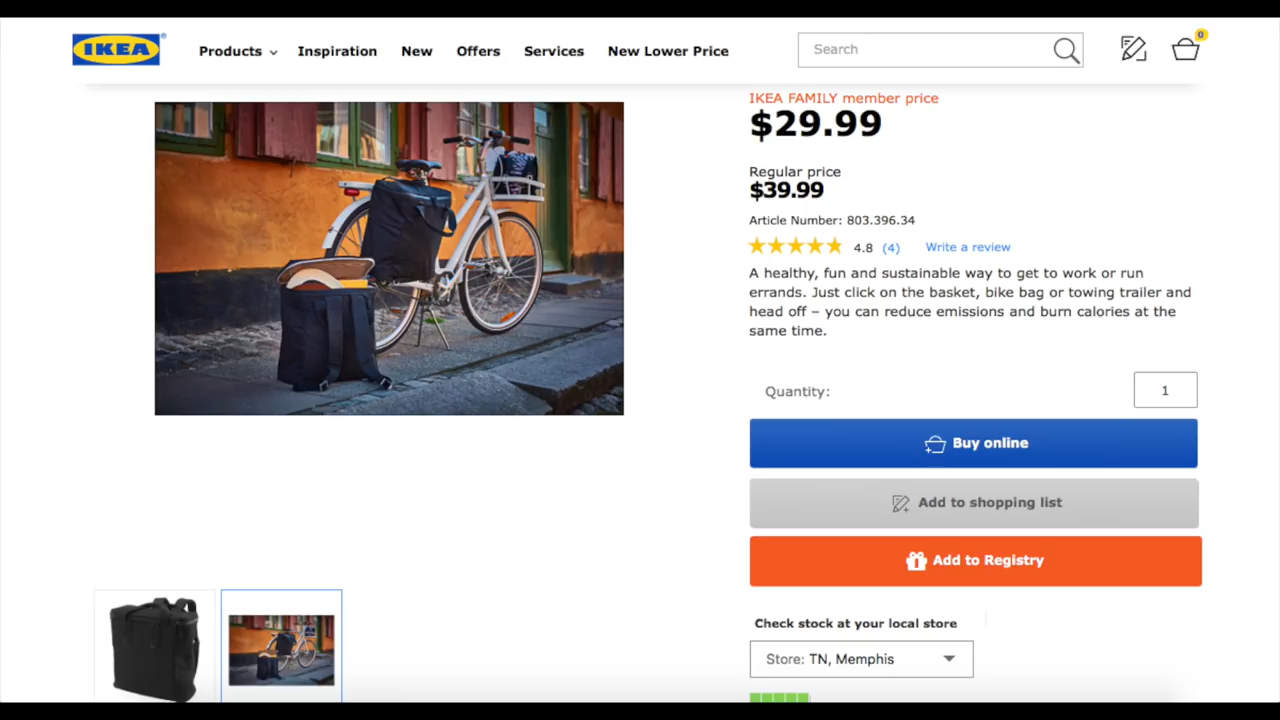 IKEA ®
Products Inspiration New Offers Services New Lower Price Search 0
IKEA FAMILY member price
$29.99
Regular price
$39.99
Article Number: 803.396.34
4.8 (4) Write a review
A healthy, fun and sustainable way to get to work or run
errands. Just click on the basket, bike bag or towing trailer and
head off – you can reduce emissions and burn calories at the
same time.
Quantity: 1
Buy online
Add to shopping list
Add to Registry
Check stock at your local store
Store: TN, Memphis